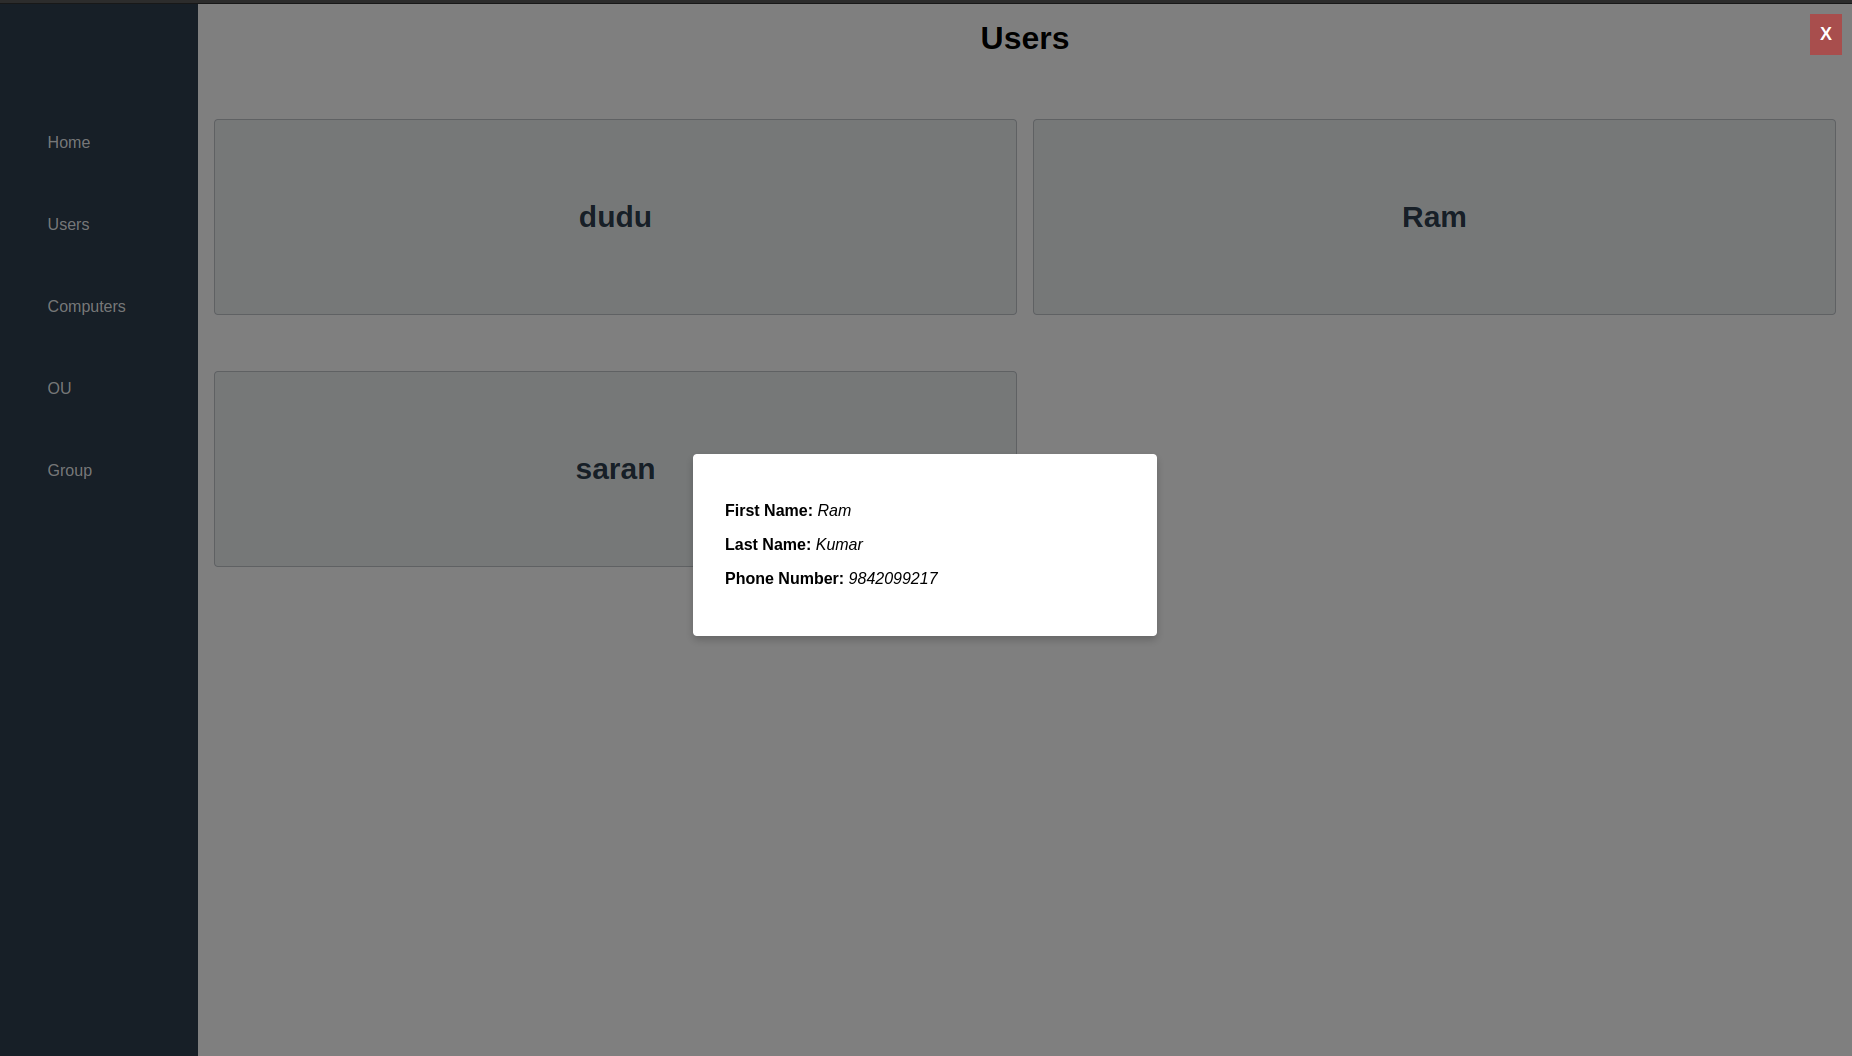 Users
X
Home
Users
Computers
OU
Group
dudu
Ram
saran
First Name: Ram
Last Name: Kumar
Phone Number: 9842099217